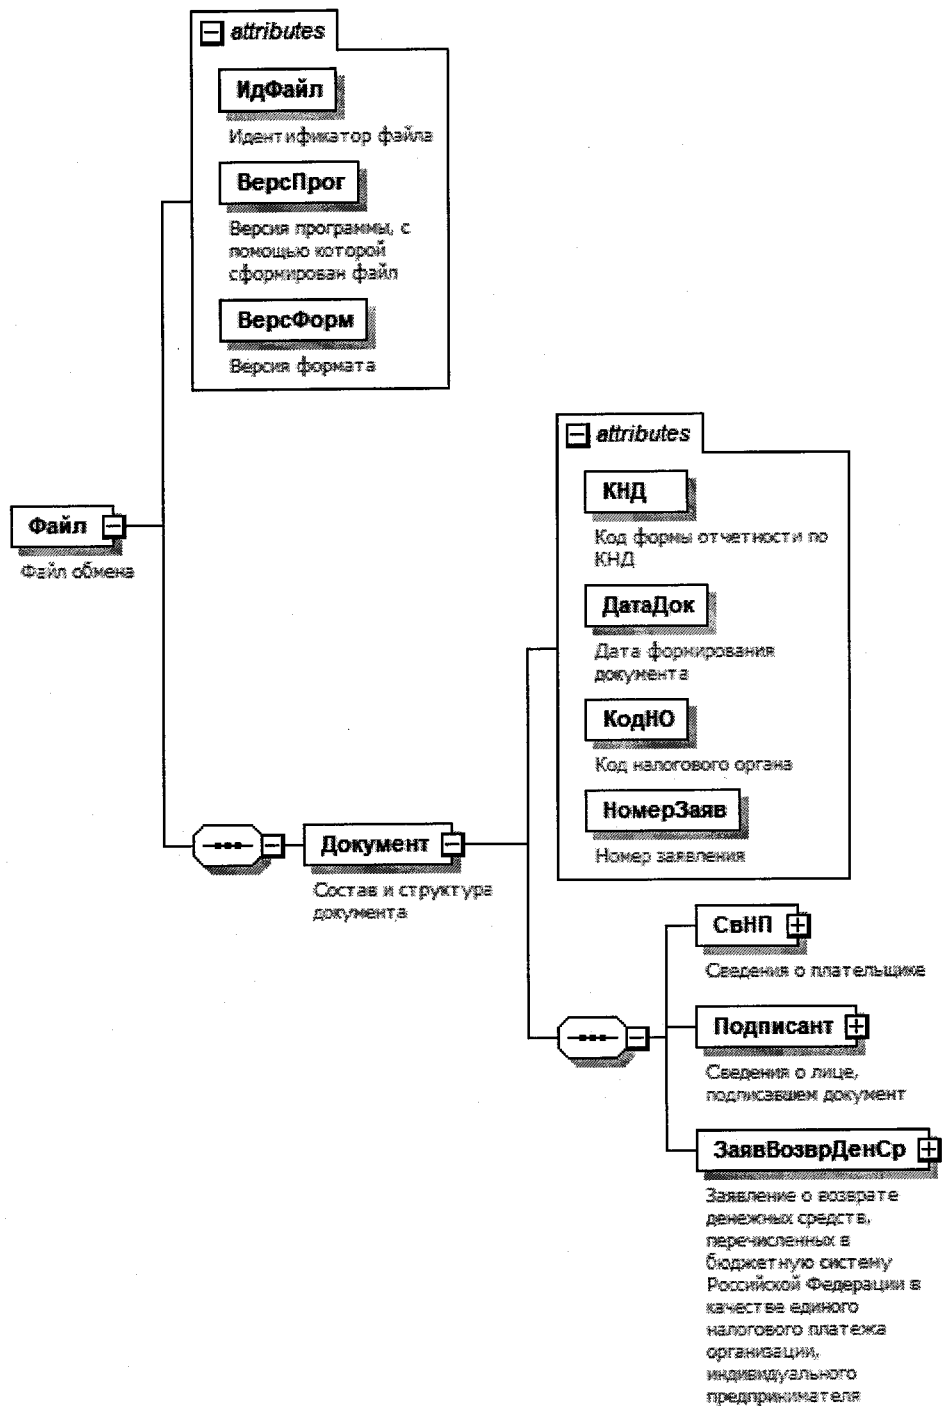 attributes
ИдФайл
Идентификатор файла
ВерсПрог
Версия программы, с
помощью которой
сформирован файл
ВерсФорм
Версия формата
Файл
Файл обмена
attributes
КНД
Код формы отчетности по
КНД
ДатаДок
Дата формирования
документа
КодНО
Код налогового органа
НомерЗаяв
Номер заявления
Документ
Состав и структура
документа
СвНП
Сведения о плательщике
Подписант
Сведения о лице,
подписавшем документ
ЗаявВозврДенСр
Заявление о возврате
денежных средств,
перечисленных в
бюджетную систему
Российской Федерации в
качестве единого
налогового платежа
организации,
индивидуального
предпринимателя